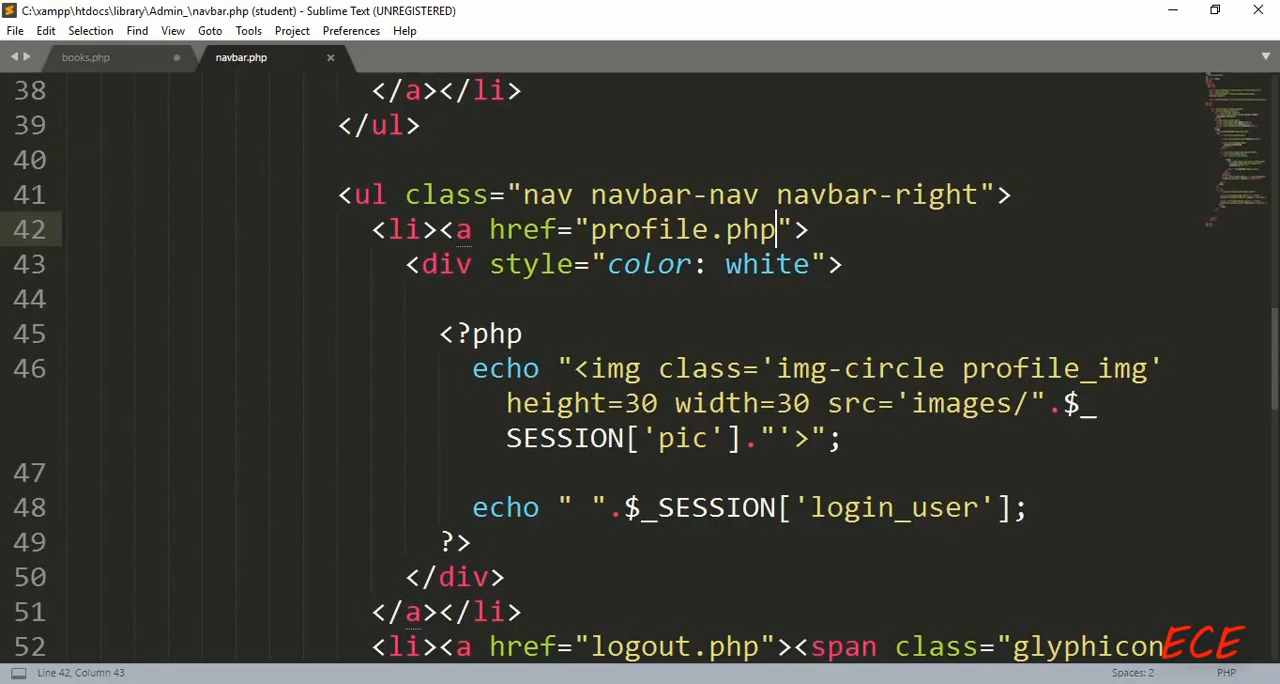 C:\xampp\htdocs\library\Admin_\navbar.php (student) - Sublime Text (UNREGISTERED)
File Edit Selection Find View Goto Tools Project Preferences Help
books.php navbar.php
38 </a></li>
39 </ul>
40
41 <ul class="nav navbar-nav navbar-right">
42 <li><a href="profile.php">
43 <div style="color: white">
44
45 <?php
46 echo "<img class='img-circle profile_img'
height=30 width=30 src='images/".$_
SESSION['pic']."'>";
47
48 echo " ".$_SESSION['login_user'];
49 ?>
50 </div>
51 </a></li>
52 <li><a href="logout.php"><span class="glyphicon
ECE
Line 42, Column 43 Spaces: 2 PHP